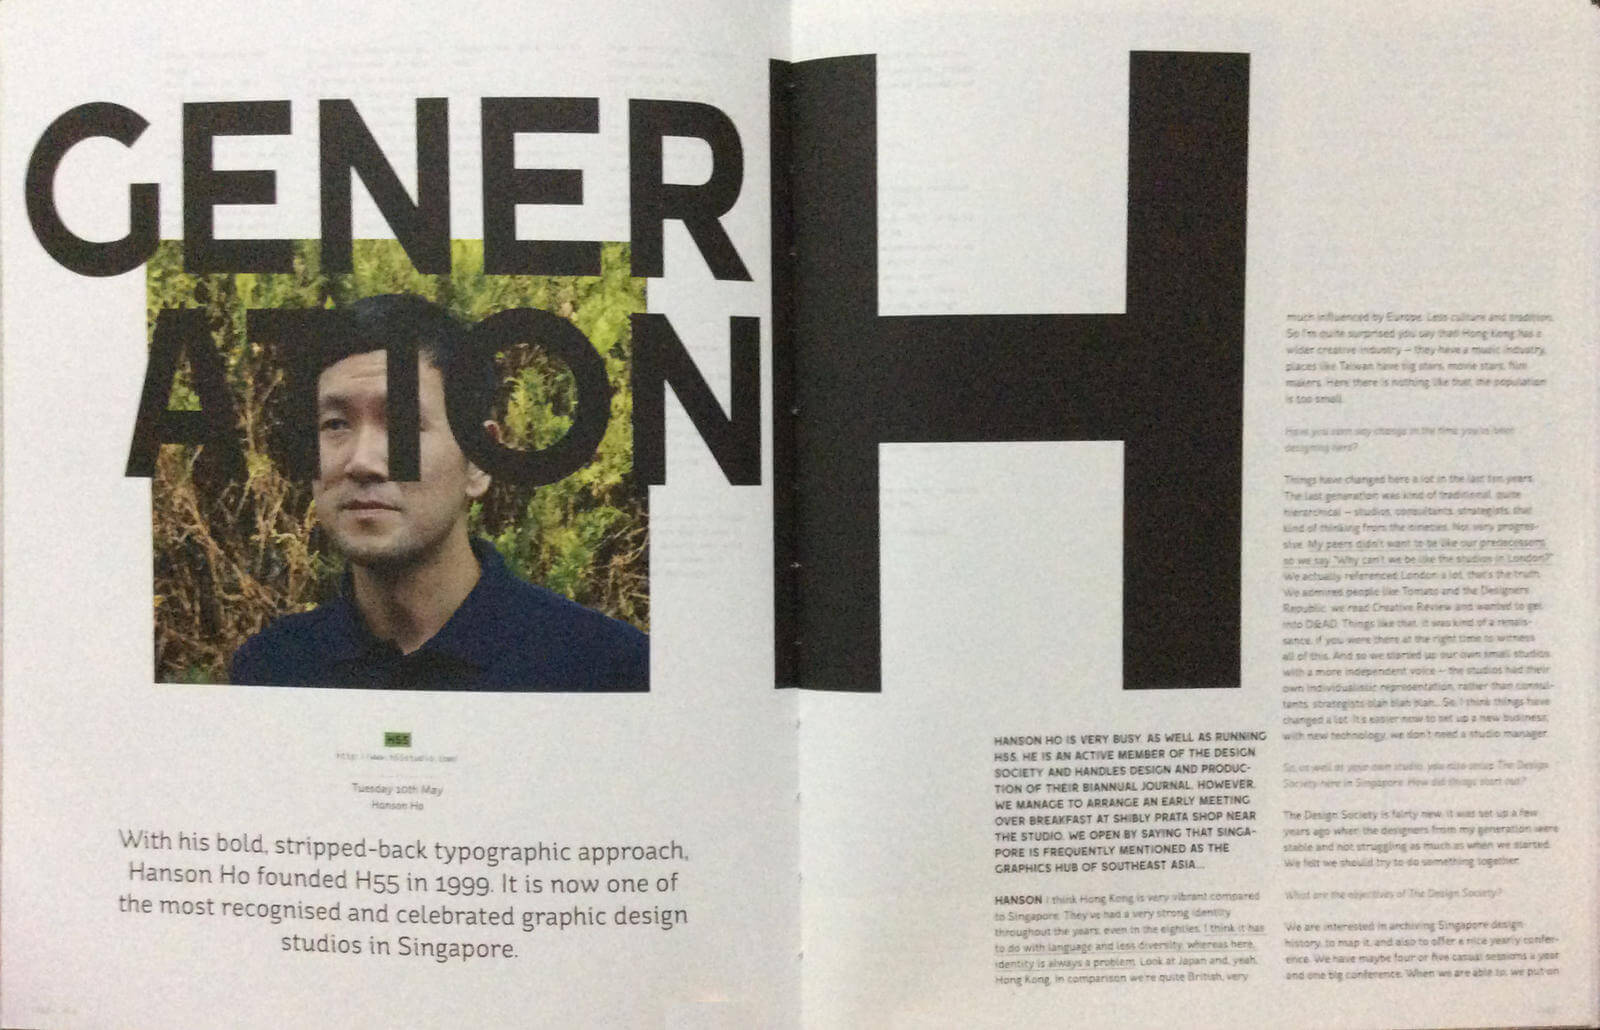 GENER
ATION
H
H55
http://www.h55studio.com/
Tuesday 10th May
Hanson Ho
With his bold, stripped-back typographic approach,
Hanson Ho founded H55 in 1999. It is now one of
the most recognised and celebrated graphic design
studios in Singapore.
HANSON HO IS VERY BUSY. AS WELL AS RUNNING
H55, HE IS AN ACTIVE MEMBER OF THE DESIGN
SOCIETY AND HANDLES DESIGN AND PRODUC-
TION OF THEIR BIANNUAL JOURNAL. HOWEVER,
WE MANAGE TO ARRANGE AN EARLY MEETING
OVER BREAKFAST AT SHIBLY PRATA SHOP NEAR
THE STUDIO. WE OPEN BY SAYING THAT SINGA-
PORE IS FREQUENTLY MENTIONED AS THE
GRAPHICS HUB OF SOUTHEAST ASIA...
HANSON I think Hong Kong is very vibrant compared
to Singapore. They've had a very strong identity
throughout the years, even in the eighties. I think it has
to do with language and less diversity, whereas here,
identity is always a problem. Look at Japan and, yeah,
Hong Kong, in comparison we're quite British, very
much influenced by Europe. Less culture and tradition.
So I'm quite surprised you say that! Hong Kong has a
wider creative industry – they have a music industry,
places like Taiwan have big stars, movie stars, film
makers. Here there is nothing like that, the population
is too small.
Have you seen any change in the time you've been
designing here?
Things have changed here a lot in the last ten years.
The last generation was kind of traditional, quite
hierarchical – studios, consultants, strategists, that
kind of thinking from the nineties. Not very progres-
sive. My peers didn't want to be like our predecessors,
so we say "Why can't we be like the studios in London?"
We actually referenced London a lot, that's the truth.
We admired people like Tomato and the Designers
Republic, we read Creative Review and wanted to get
into D&AD. Things like that. It was kind of a renais-
sance, if you were there at the right time to witness
all of this. And so we started up our own small studios,
with a more independent voice – the studios had their
own individualistic representation, rather than consul-
tants, strategists blah blah blah... So, I think things have
changed a lot. It's easier now to set up a new business,
with new technology, we don't need a studio manager.
So, as well as your own studio, you also setup The Design
Society here in Singapore. How did things start out?
The Design Society is fairly new, it was set up a few
years ago when the designers from my generation were
stable and not struggling as much as when we started.
We felt we should try to do something together.
What are the objectives of The Design Society?
We are interested in archiving Singapore design
history, to map it, and also to offer a nice yearly confer-
ence. We have maybe four or five casual sessions a year
and one big conference. When we are able to, we put on